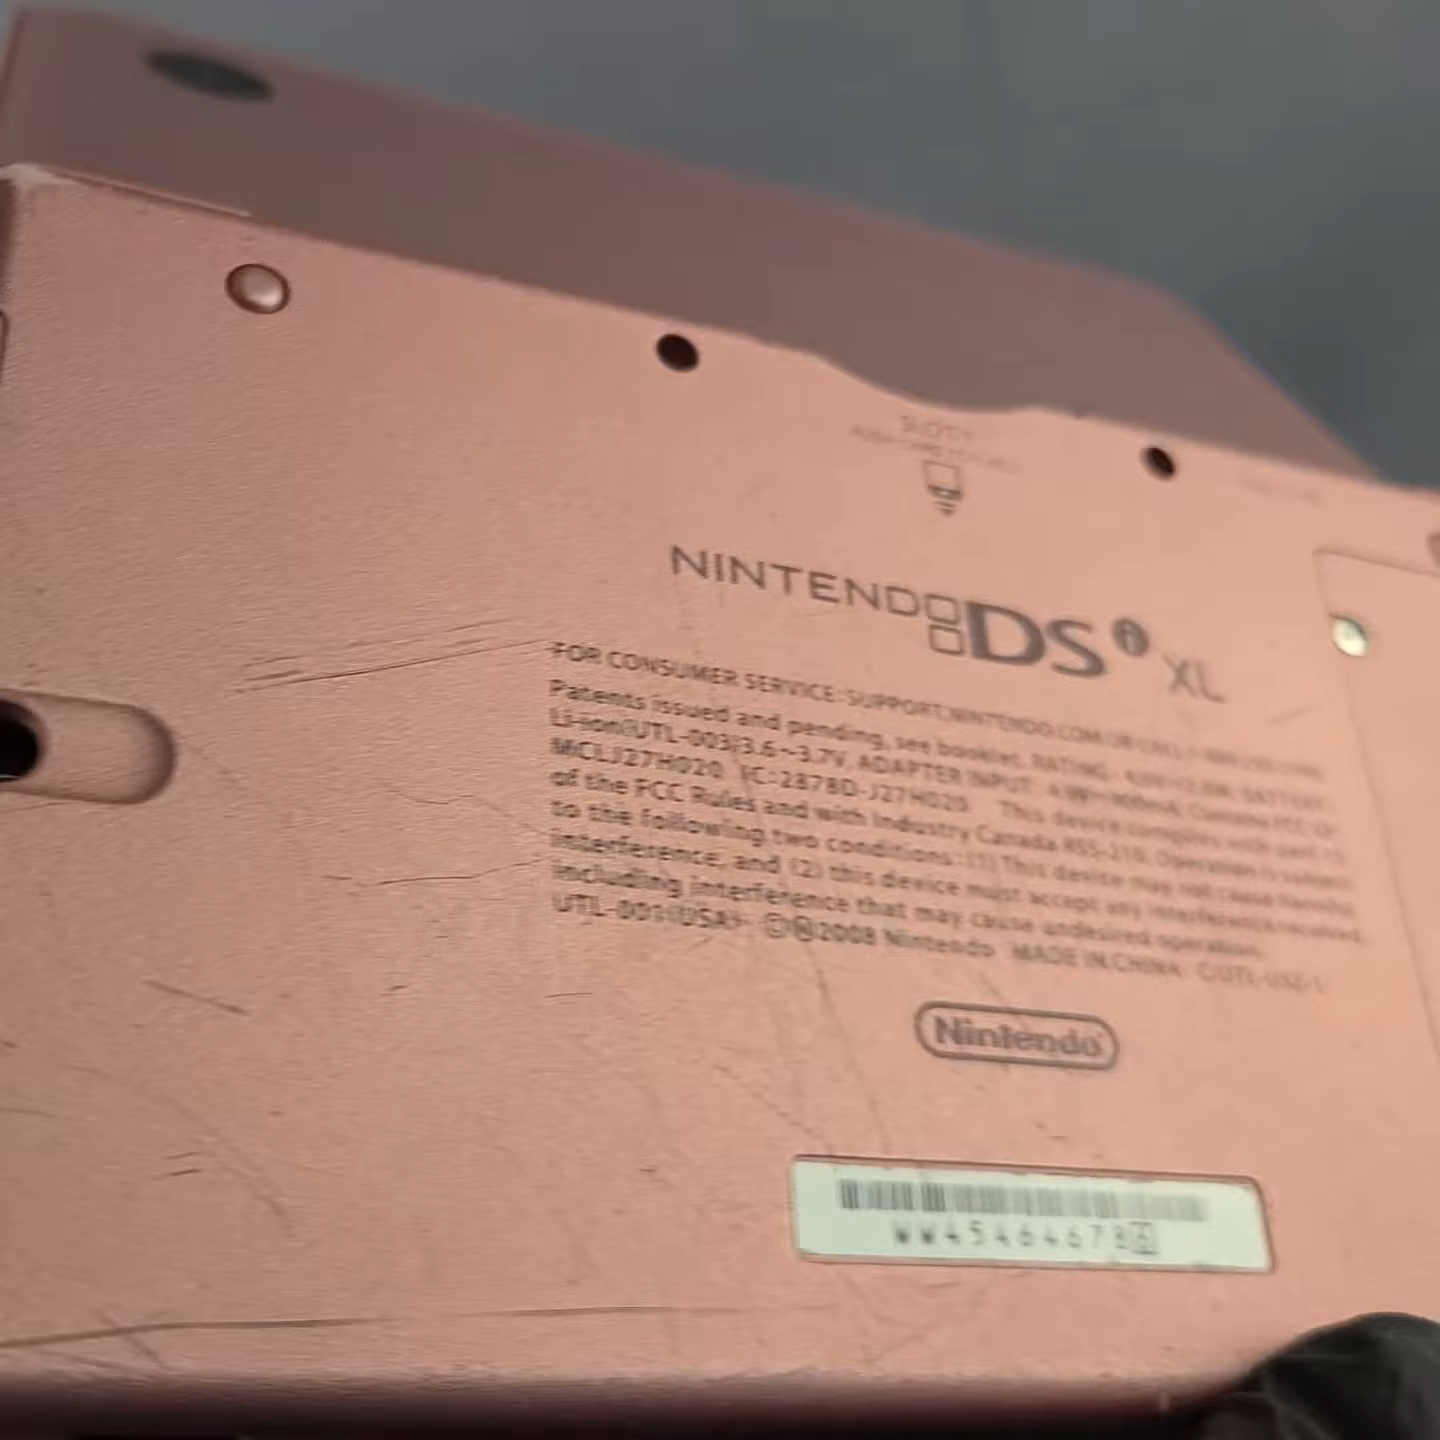 NINTENDO DSi XL
FOR CONSUMER SERVICE: SUPPORT.NINTENDO.COM OR CALL
Patents issued and pending, see booklet. RATING:
Li-ion(UTL-003)3.6~3.7V, ADAPTER INPUT:
MCLJ27H020 IC:2878D-J27H020 This device complies with part 15
of the FCC Rules and with Industry Canada RSS-210. Operation is subject
to the following two conditions: (1) This device may not cause harmful
interference, and (2) this device must accept any interference received,
including interference that may cause undesired operation.
UTL-001(USA) ©Ⓜ2008 Nintendo MADE IN CHINA
Nintendo
WW4546467